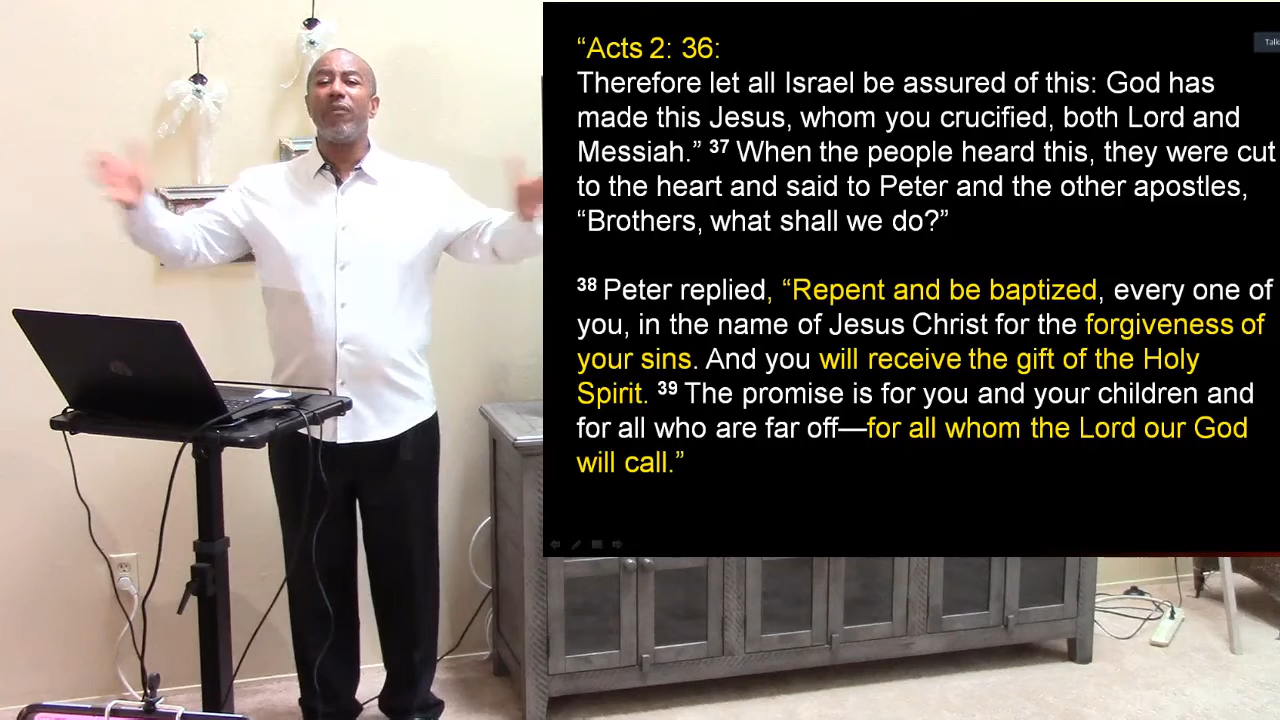 “Acts 2: 36:
Talk
Therefore let all Israel be assured of this: God has
made this Jesus, whom you crucified, both Lord and
Messiah.” 37 When the people heard this, they were cut
to the heart and said to Peter and the other apostles,
“Brothers, what shall we do?”
38 Peter replied, “Repent and be baptized, every one of
you, in the name of Jesus Christ for the forgiveness of
your sins. And you will receive the gift of the Holy
Spirit. 39 The promise is for you and your children and
for all who are far off—for all whom the Lord our God
will call.”